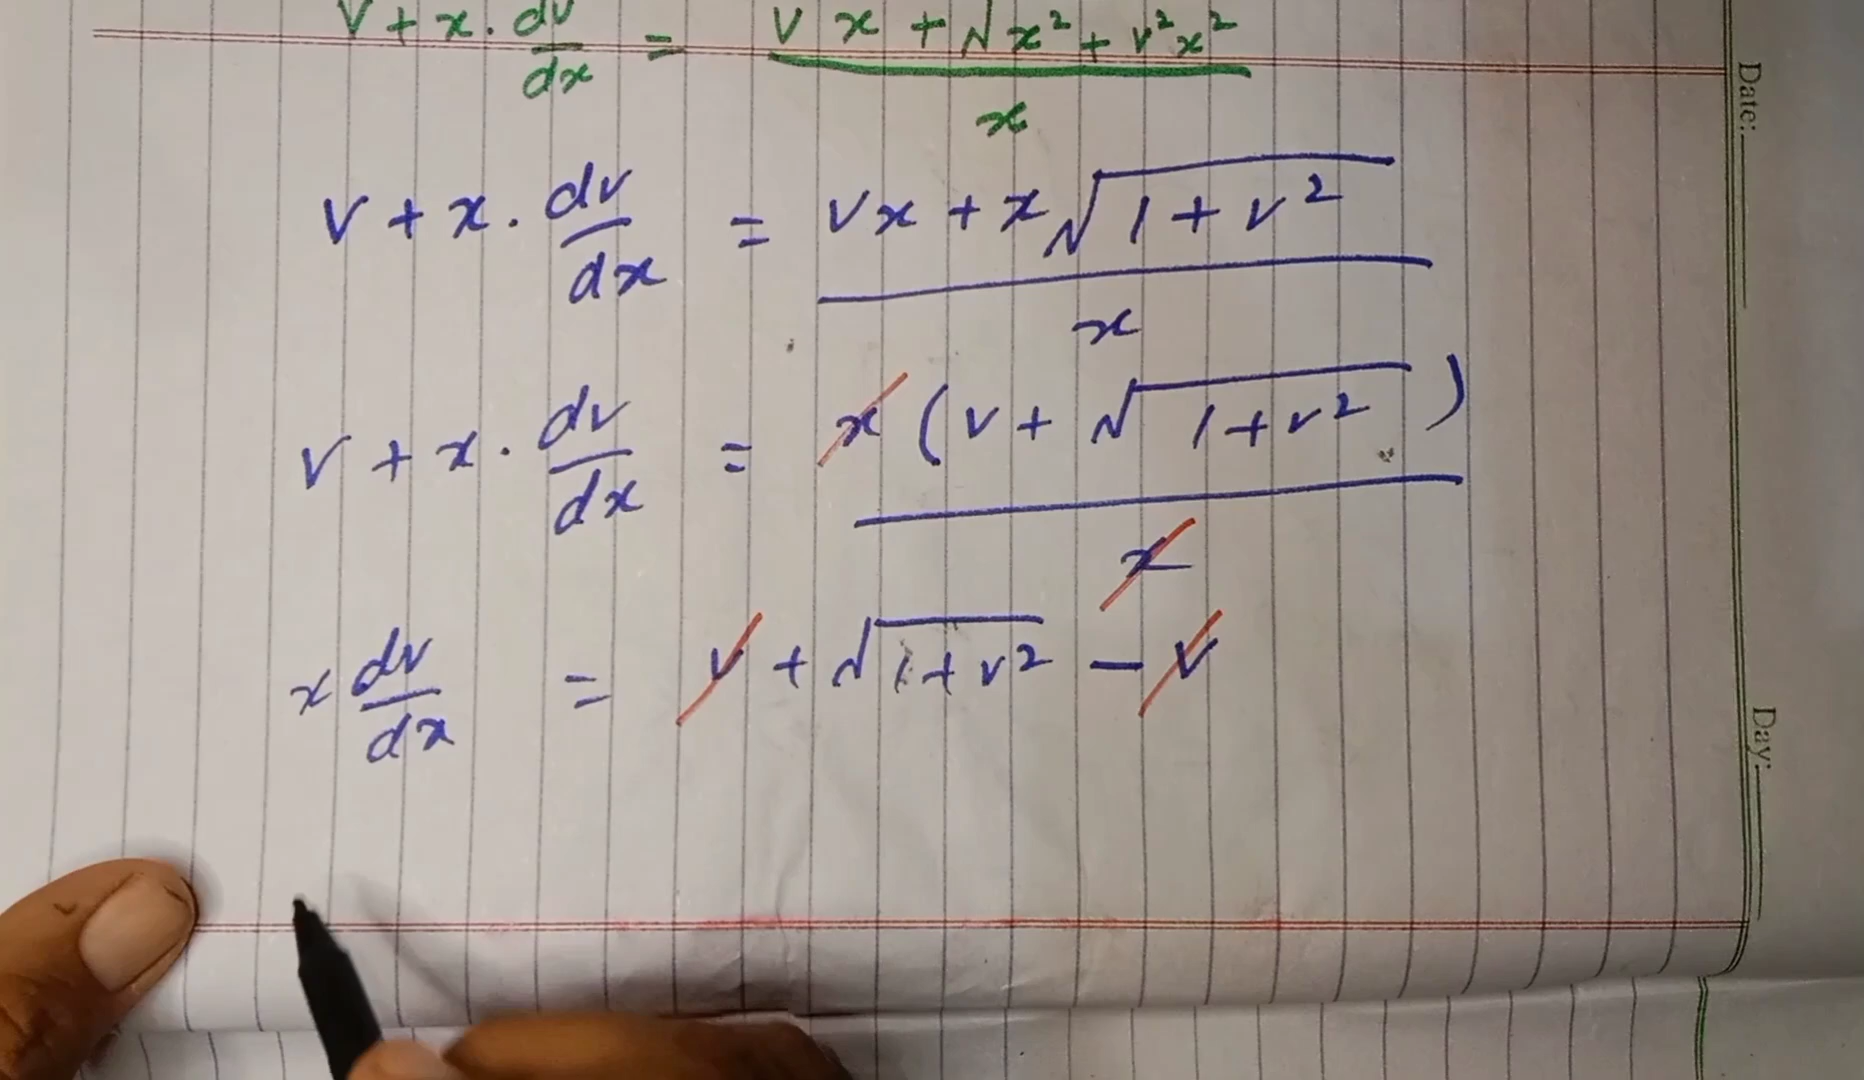 v + x . dv/dx = (vx + √x² + v²x²)/x
v + x . dv/dx = (vx + x√1 + v²)/x
v + x . dv/dx = x (v + √1 + v²)/x
x dv/dx = v + √1 + v² - v
Date:
Day: